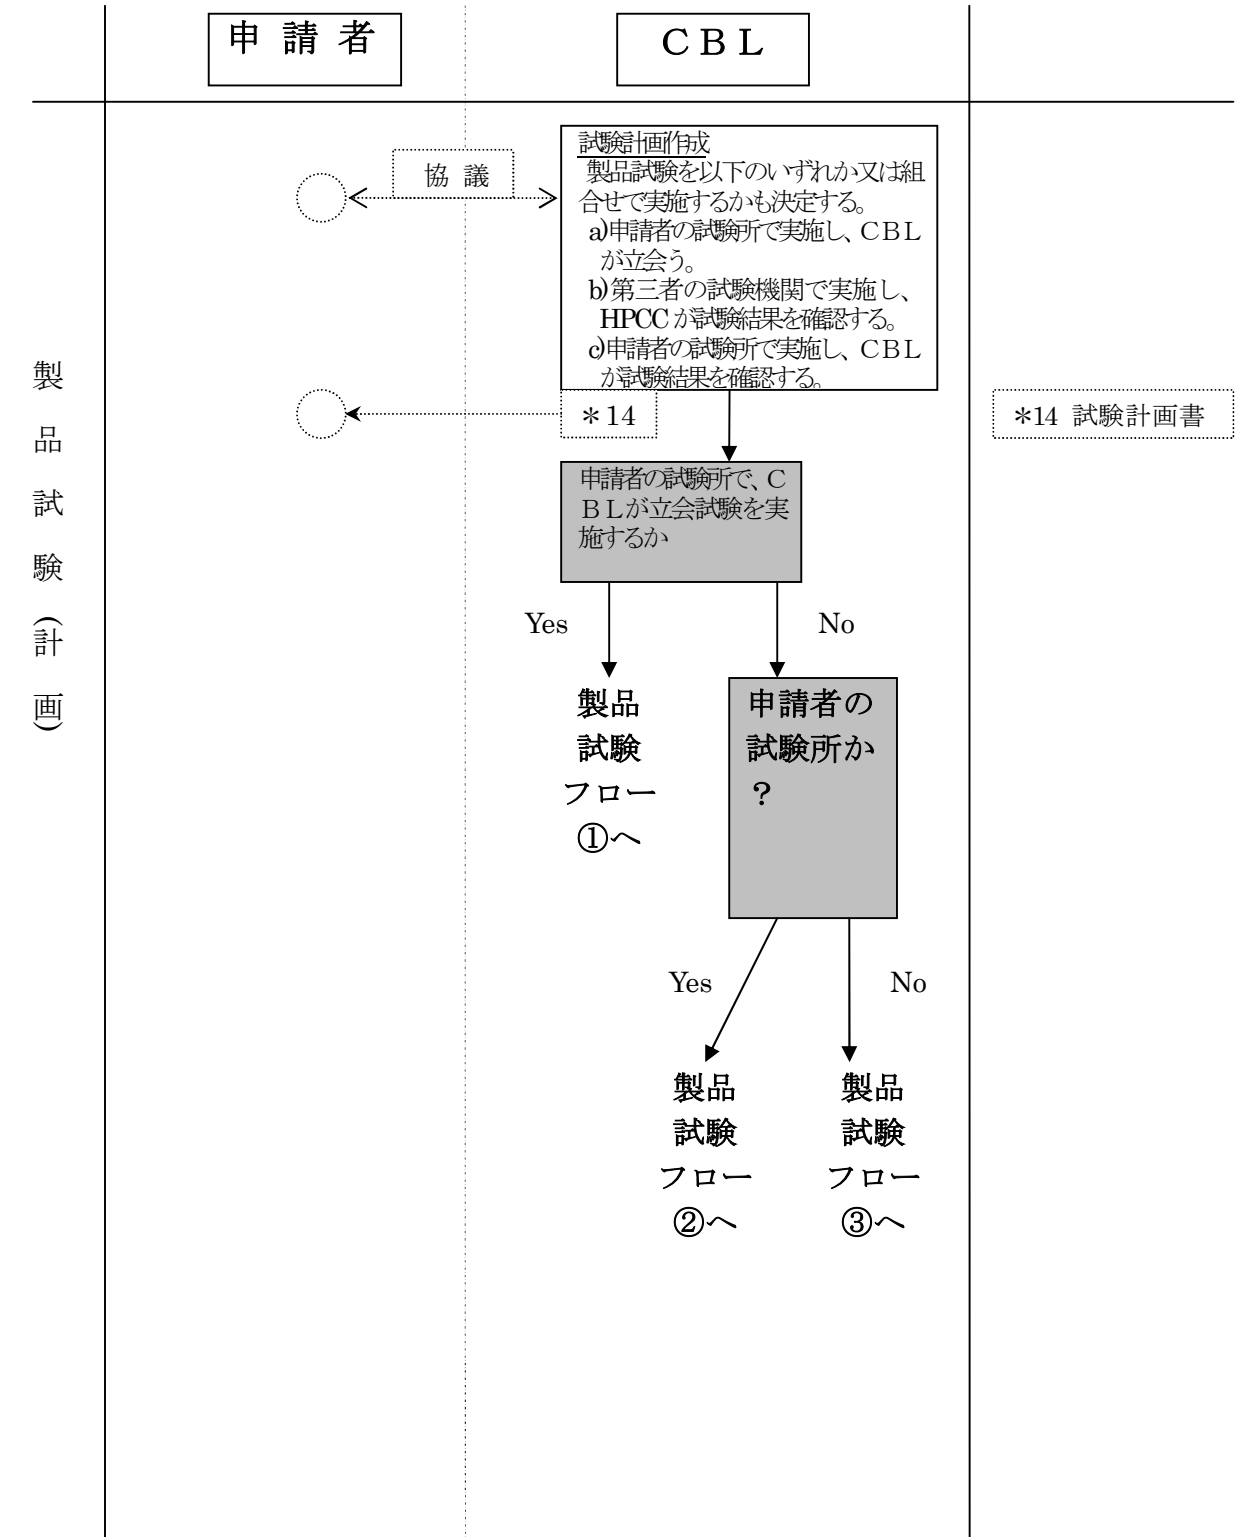 申 請 者
ＣＢＬ
協 議
試験計画作成
製品試験を以下のいずれか又は組
合せで実施するかも決定する。
a)申請者の試験所で実施し、ＣＢＬ
が立会う。
b)第三者の試験機関で実施し、
HPCC が試験結果を確認する。
c)申請者の試験所で実施し、ＣＢＬ
が試験結果を確認する。
＊14
＊14 試験計画書
製
品
試
験
(計
画)
申請者の試験所で、Ｃ
ＢＬが立会試験を実
施するか
Yes
No
製品
試験
フロー
①へ
申請者の
試験所か
？
Yes
No
製品
試験
フロー
②へ
製品
試験
フロー
③へ